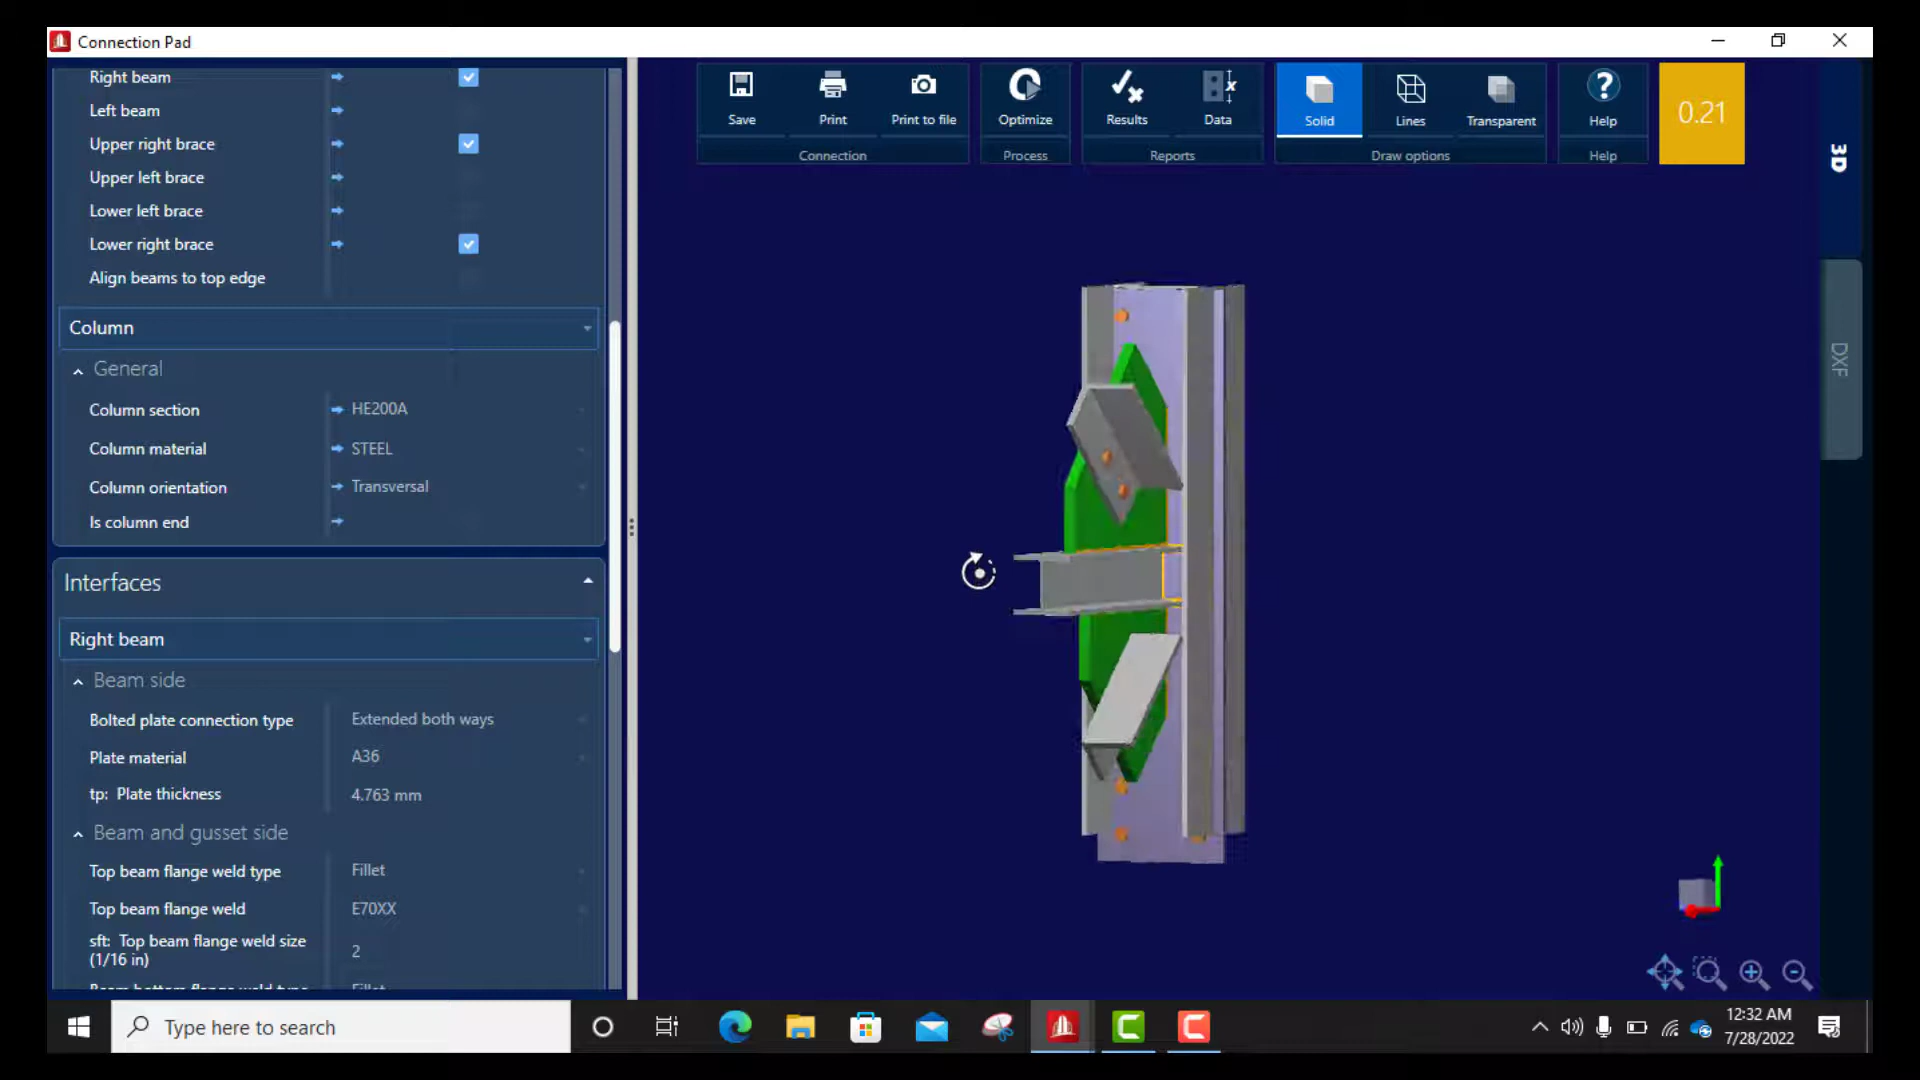 Connection Pad
Right beam
Left beam
Upper right brace
Upper left brace
Lower left brace
Lower right brace
Align beams to top edge
Column
General
Column section HE200A
Column material STEEL
Column orientation Transversal
Is column end
Interfaces
Right beam
Beam side
Bolted plate connection type Extended both ways
Plate material A36
tp: Plate thickness 4.763 mm
Beam and gusset side
Top beam flange weld type Fillet
Top beam flange weld E70XX
sft: Top beam flange weld size
(1/16 in) 2
Beam bottom flange weld type Fillet
Save Print Print to file
Connection
Optimize
Process
Results Data
Reports
Solid Lines Transparent
Draw options
Help
Help
0.21
3D
DXF
Type here to search
12:32 AM
7/28/2022